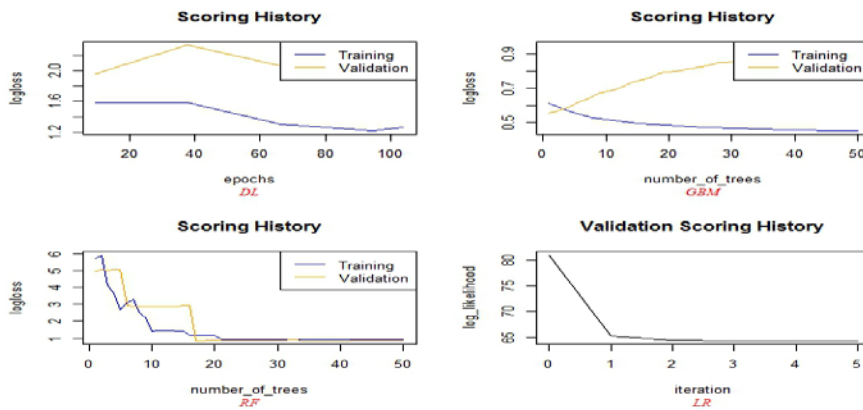 Scoring History
logloss
2.0
1.6
1.2
Training
Validation
20 40 60 80 100
epochs
DL
Scoring History
logloss
0.9
0.7
0.5
Training
Validation
0 10 20 30 40 50
number_of_trees
GBM
Scoring History
logloss
6
5
4
3
2
1
Training
Validation
0 10 20 30 40 50
number_of_trees
RF
Validation Scoring History
log_likelihood
80
75
70
65
0 1 2 3 4 5
iteration
LR